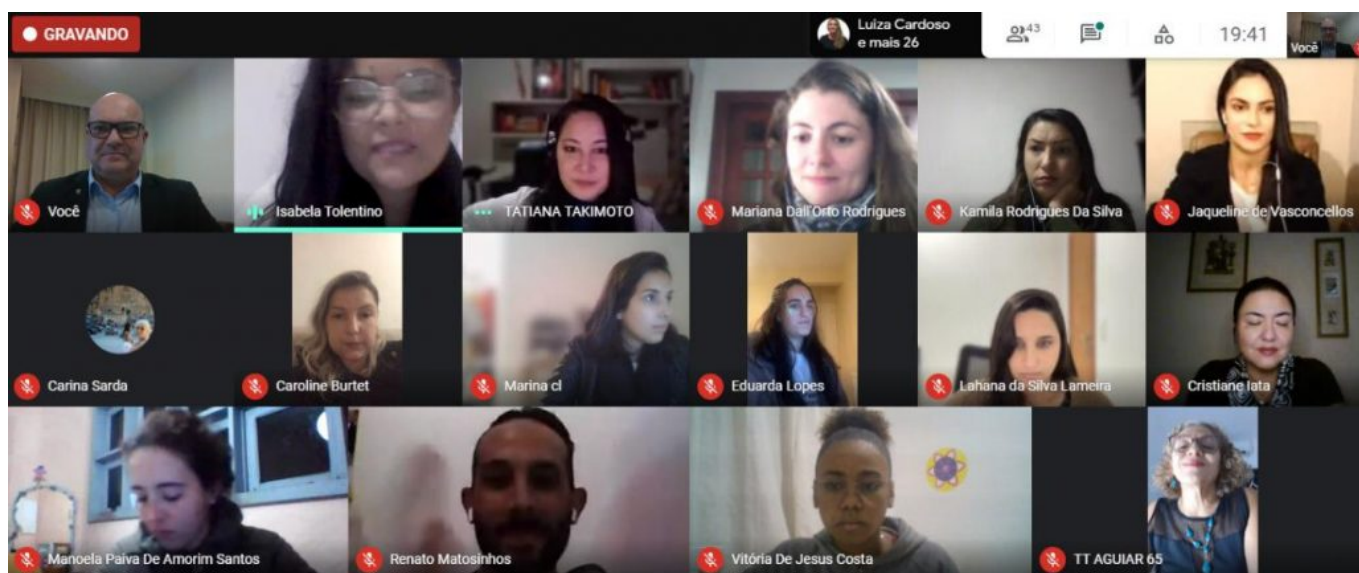 GRAVANDO
Luiza Cardoso
e mais 26
43
19:41
Você
Você
Isabela Tolentino
TATIANA TAKIMOTO
Mariana Dall'Orto Rodrigues
Kamila Rodrigues Da Silva
Jaqueline de Vasconcellos
Carina Sarda
Caroline Burtet
Marina cl
Eduarda Lopes
Lahana da Silva Lameira
Cristiane Iata
Manoela Paiva De Amorim Santos
Renato Matosinhos
Vitória De Jesus Costa
TT AGUIAR 65